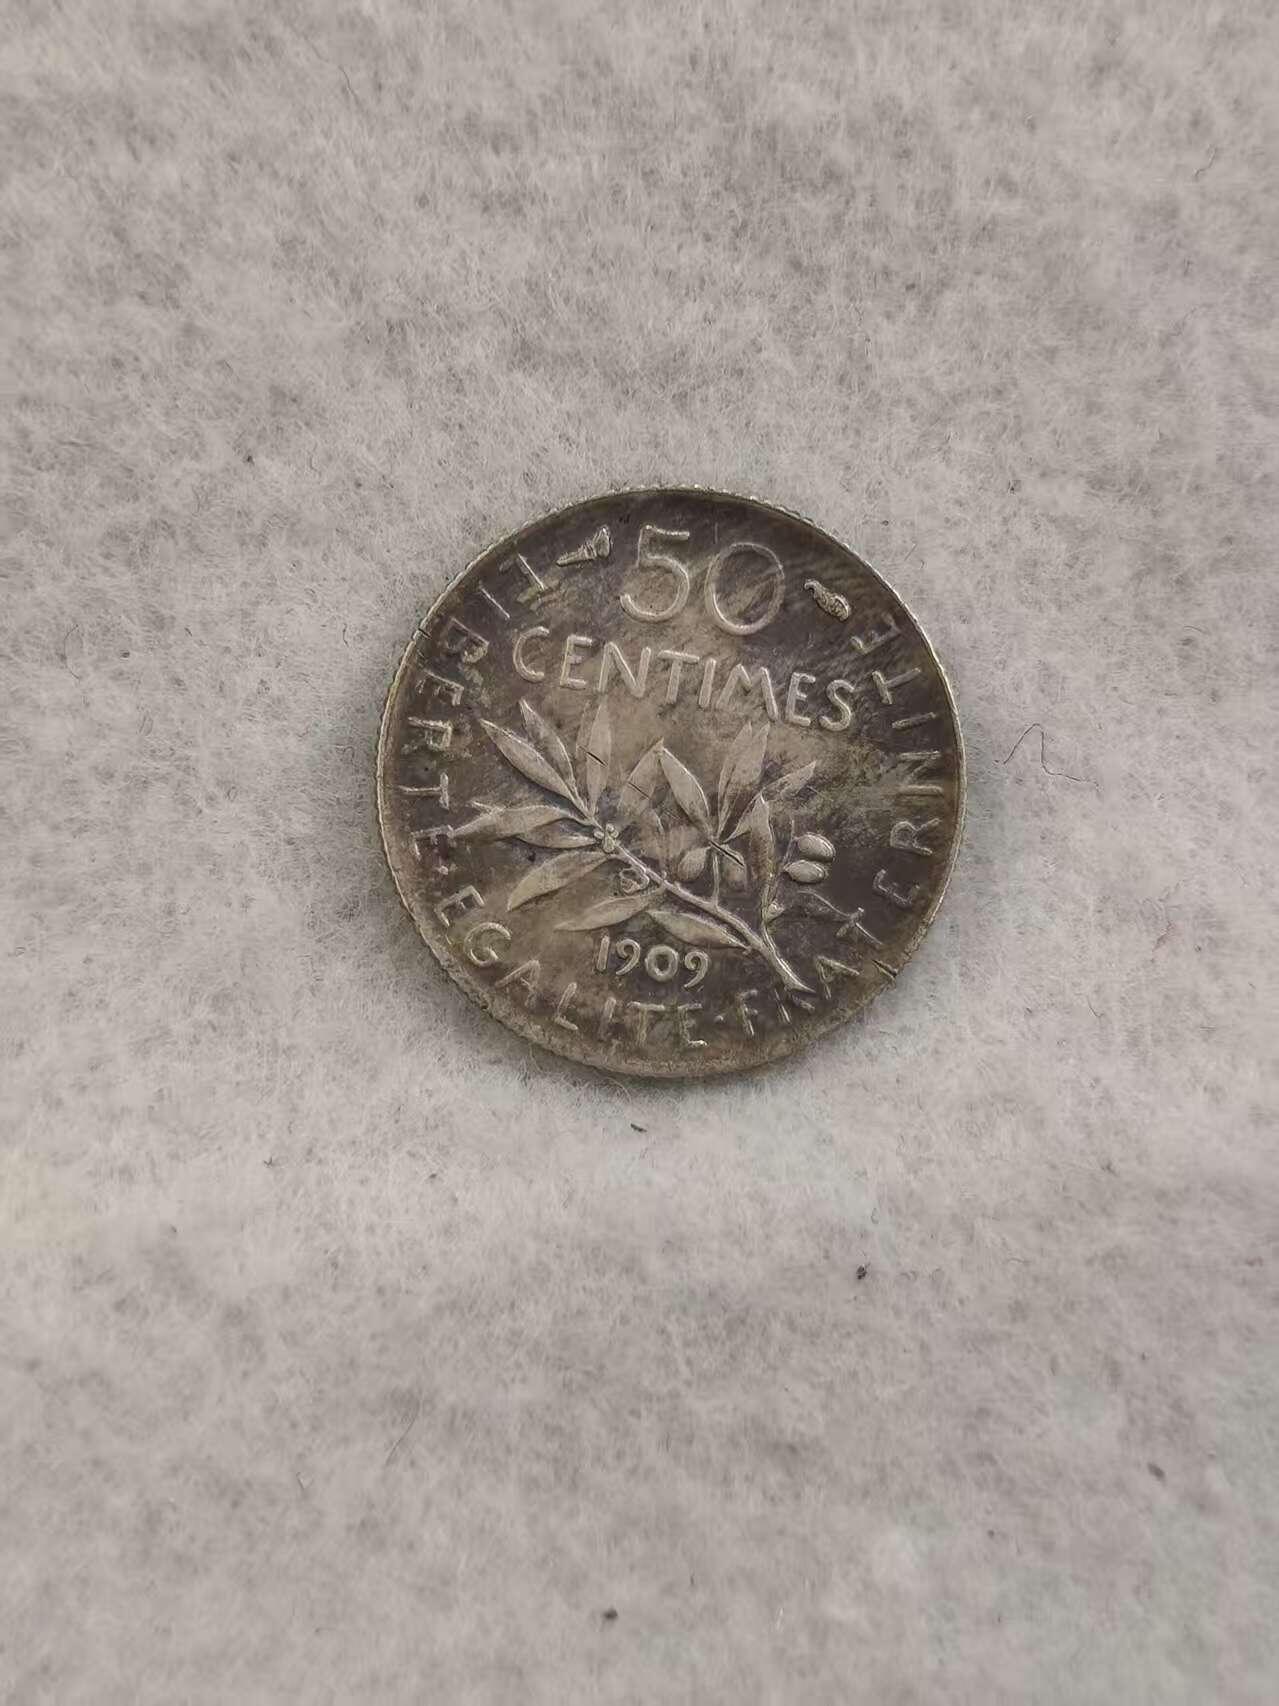 50
CENTIMES
1909
LIBERTE·EGALITE·FRATERNITE